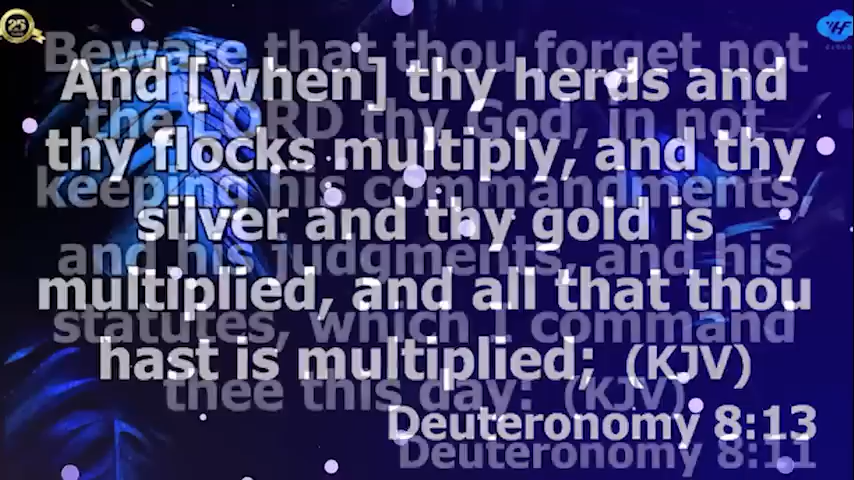 25
Beware that thou forget not
the LORD thy God, in not
keeping his commandments,
and his judgments, and his
statutes, which I command
thee this day: (KJV)
Deuteronomy 8:11
And [when] thy herds and
thy flocks multiply, and thy
silver and thy gold is
multiplied, and all that thou
hast is multiplied; (KJV)
Deuteronomy 8:13